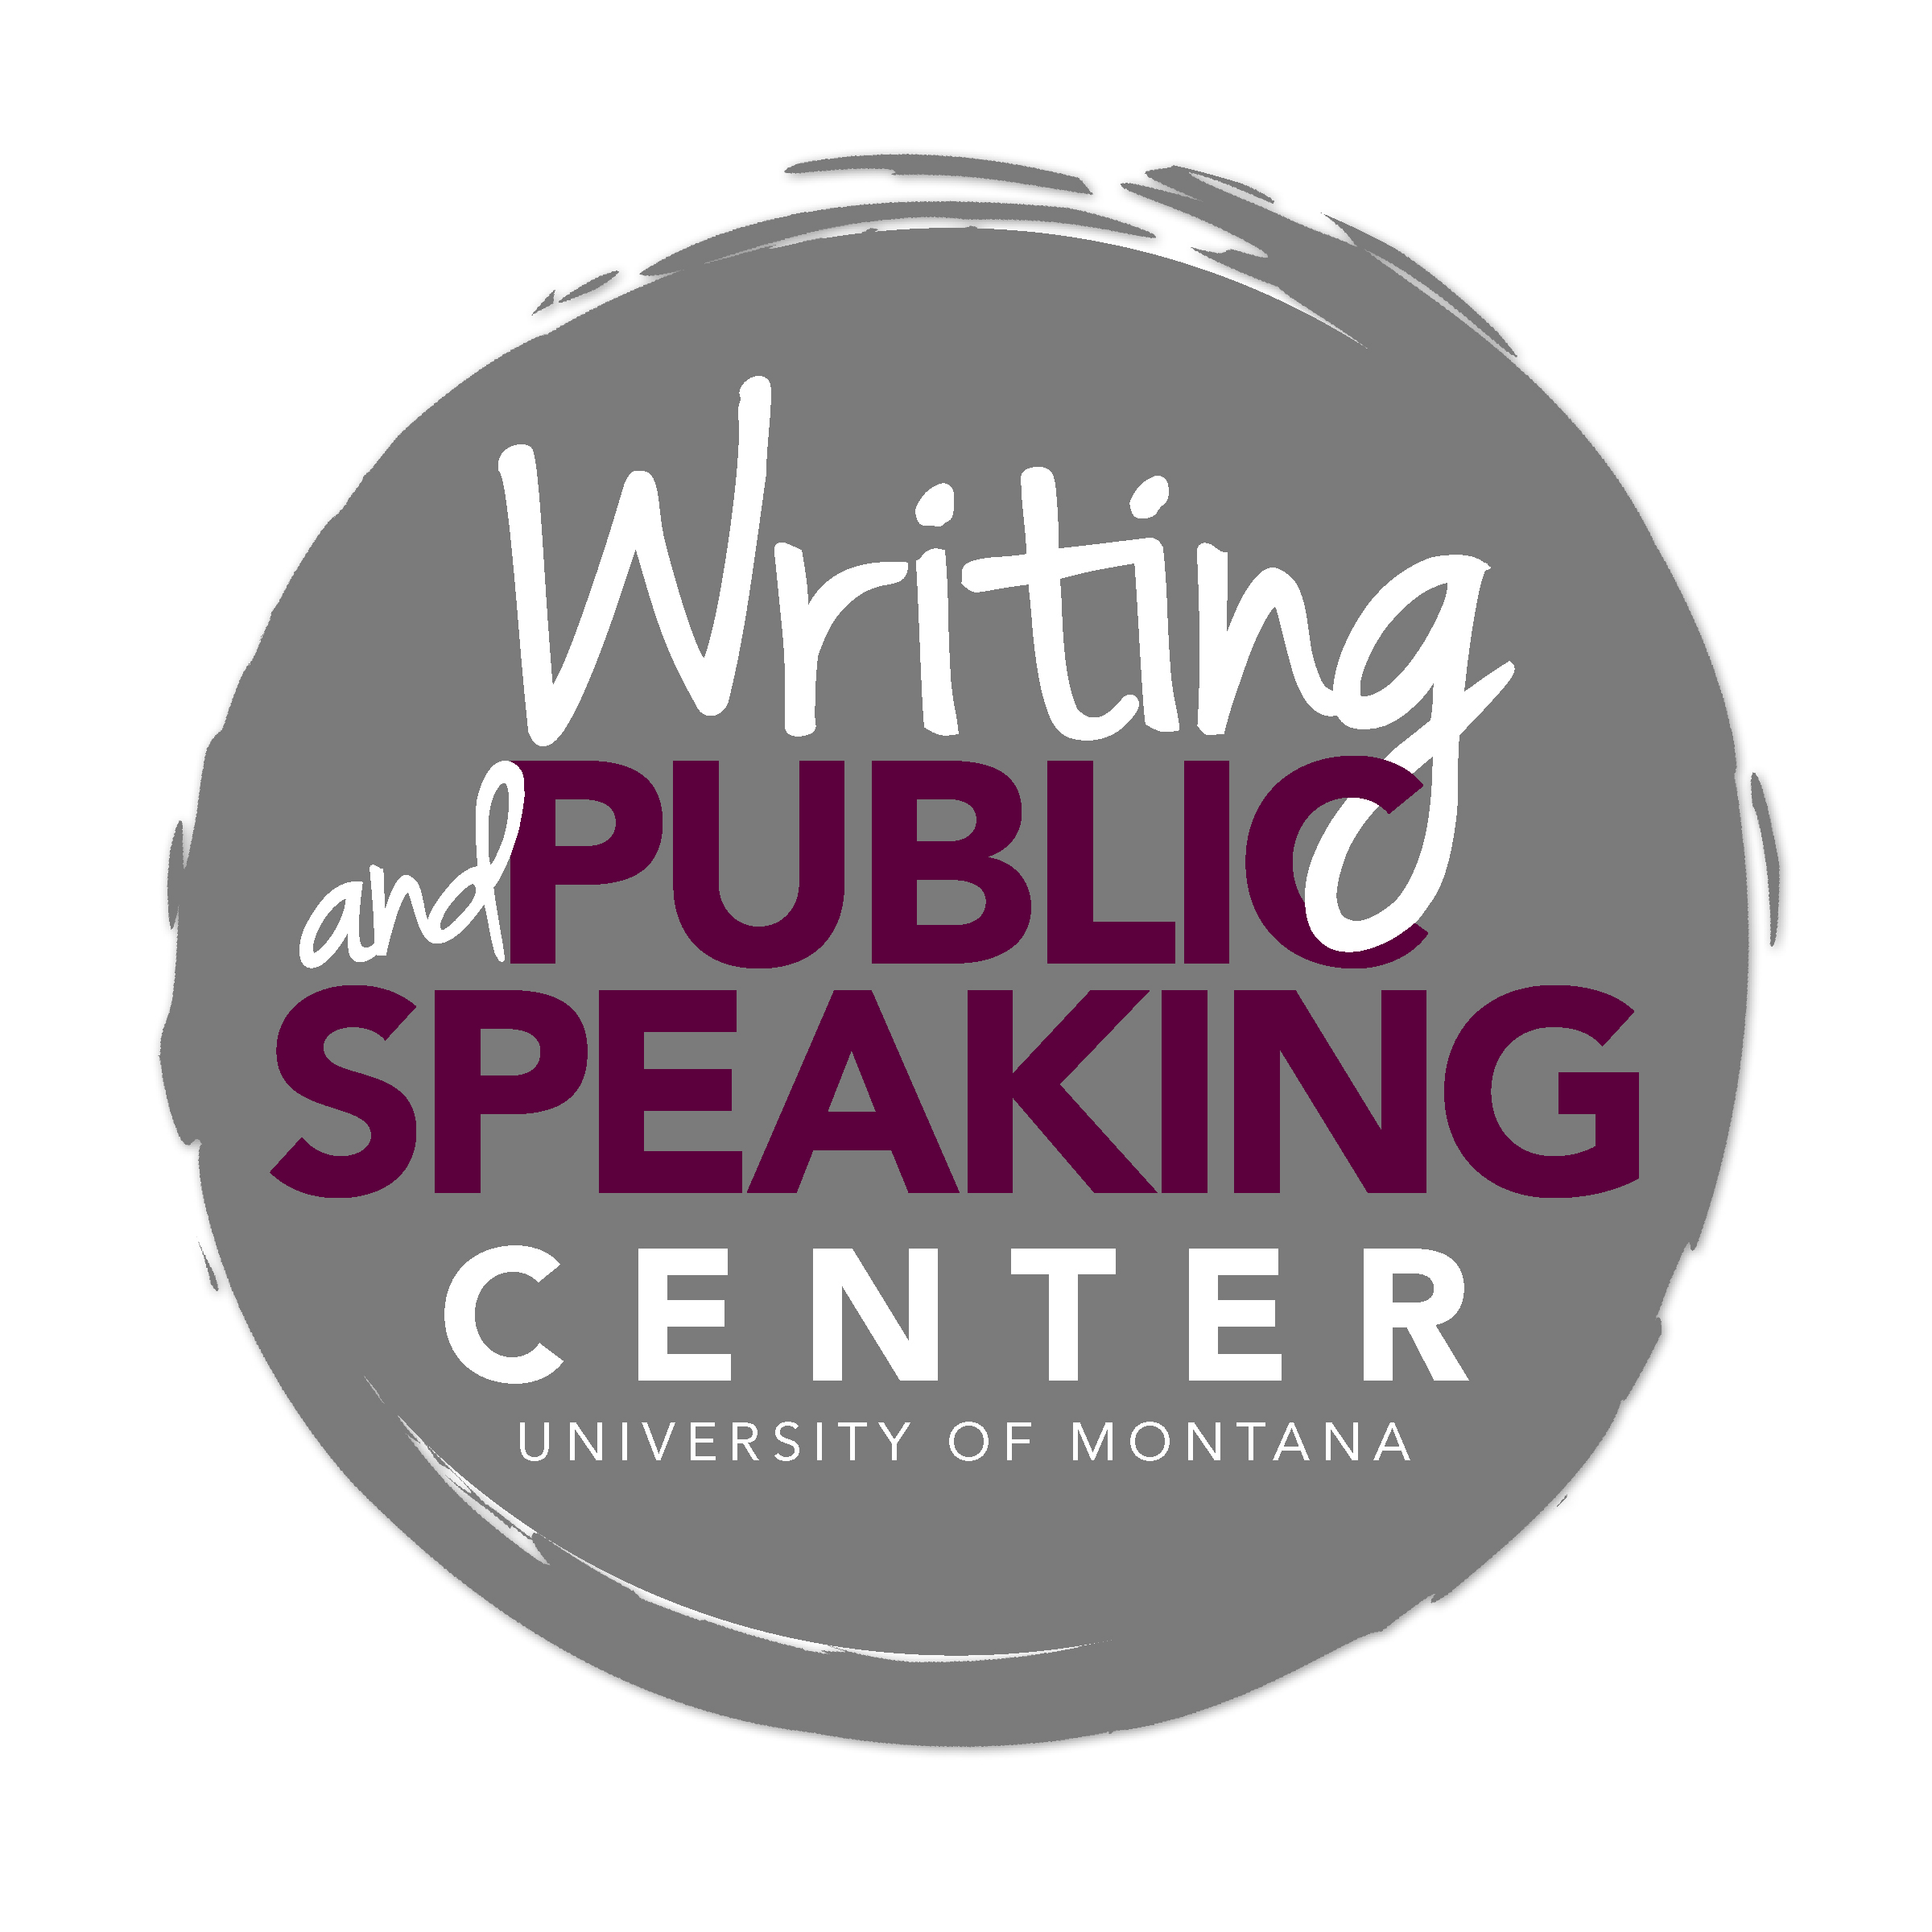 Writing
and PUBLIC
SPEAKING
CENTER
UNIVERSITY OF MONTANA